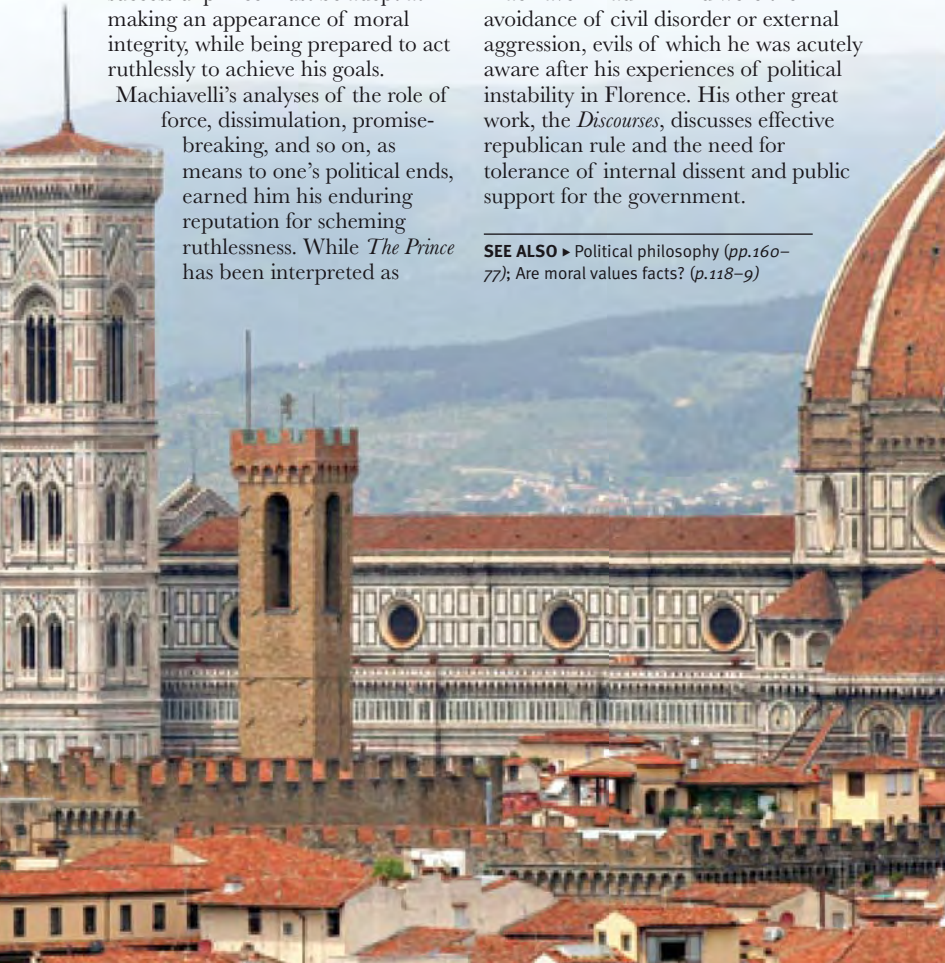 making an appearance of moral
integrity, while being prepared to act
ruthlessly to achieve his goals.
Machiavelli’s analyses of the role of
force, dissimulation, promise-
breaking, and so on, as
means to one’s political ends,
earned him his enduring
reputation for scheming
ruthlessness. While The Prince
has been interpreted as
avoidance of civil disorder or external
aggression, evils of which he was acutely
aware after his experiences of political
instability in Florence. His other great
work, the Discourses, discusses effective
republican rule and the need for
tolerance of internal dissent and public
support for the government.
SEE ALSO ▸ Political philosophy (pp.160–
77); Are moral values facts? (p.118–9)